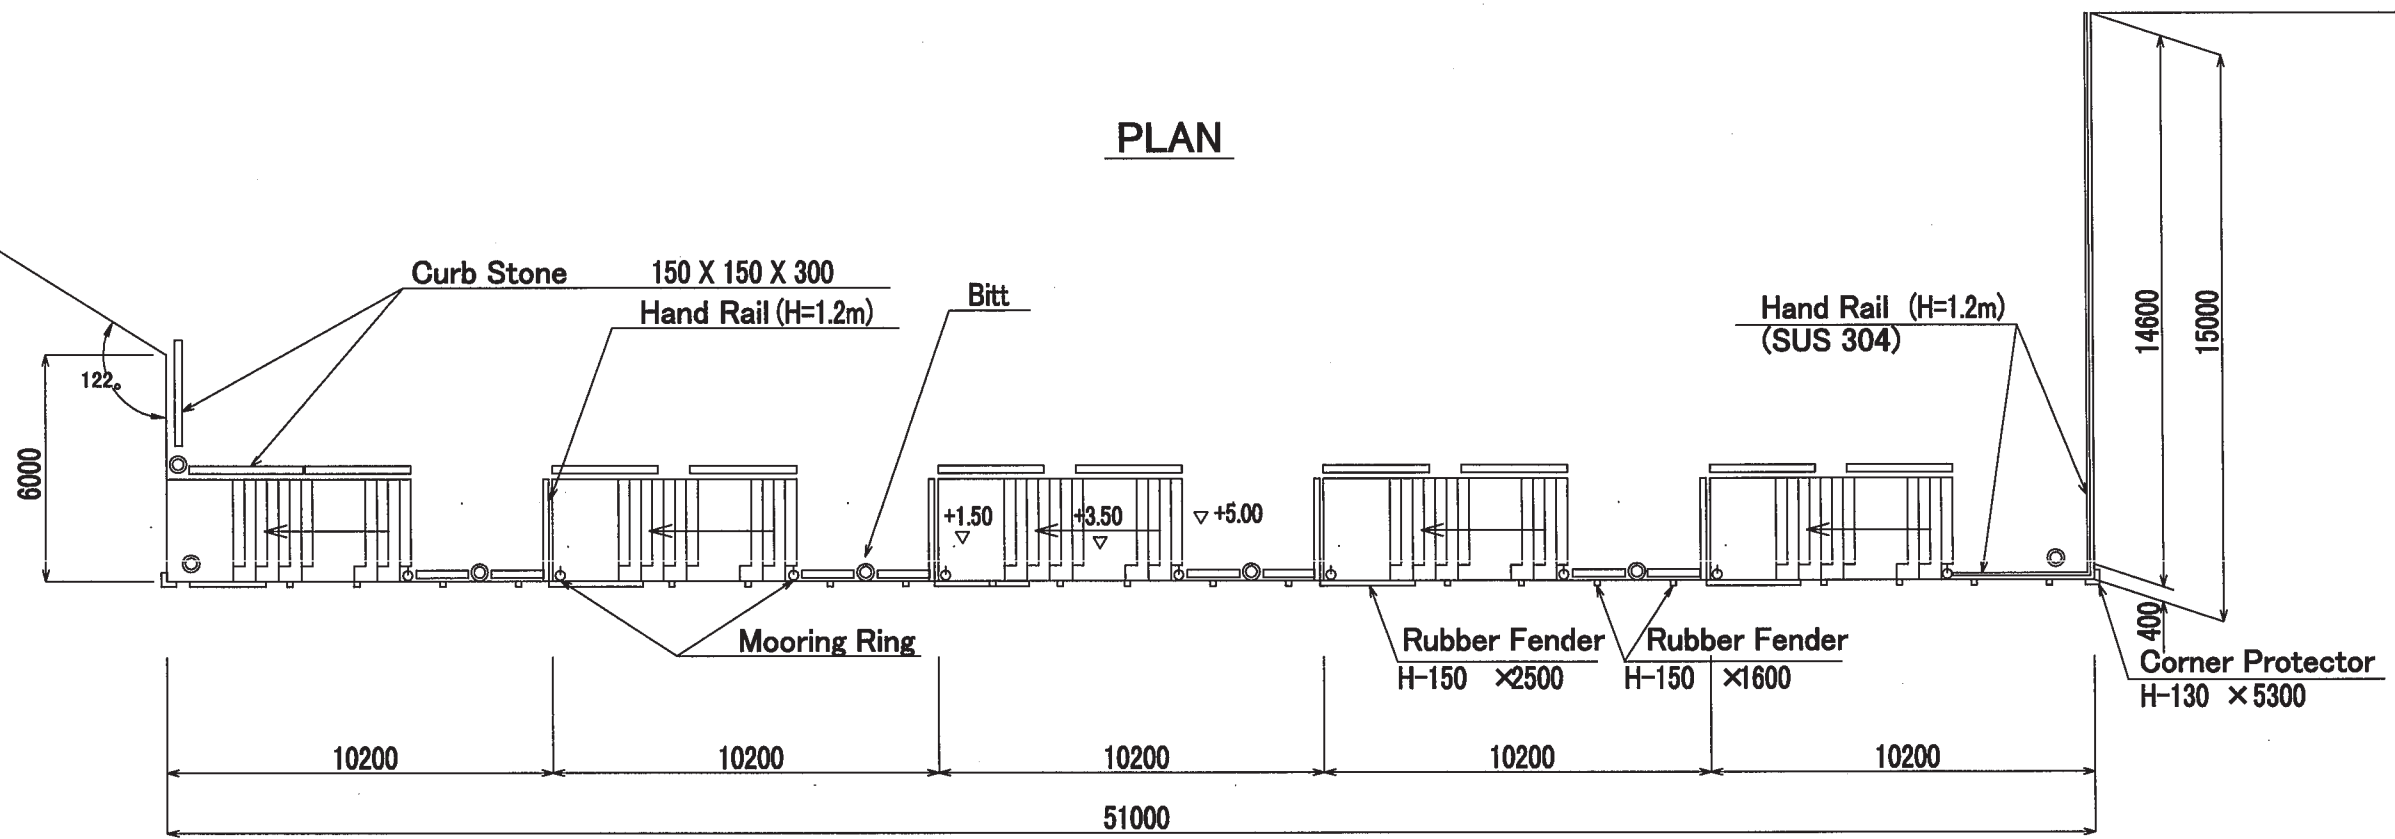 PLAN
Curb Stone 150 X 150 X 300
Hand Rail (H=1.2m)
Bitt
Hand Rail (H=1.2m)
(SUS 304)
14600
15000
122°
6000
+1.50
+3.50
+5.00
400
Mooring Ring
Rubber Fender
H-150 ×2500
Rubber Fender
H-150 ×1600
Corner Protector
H-130 ×5300
10200
10200
10200
10200
10200
51000